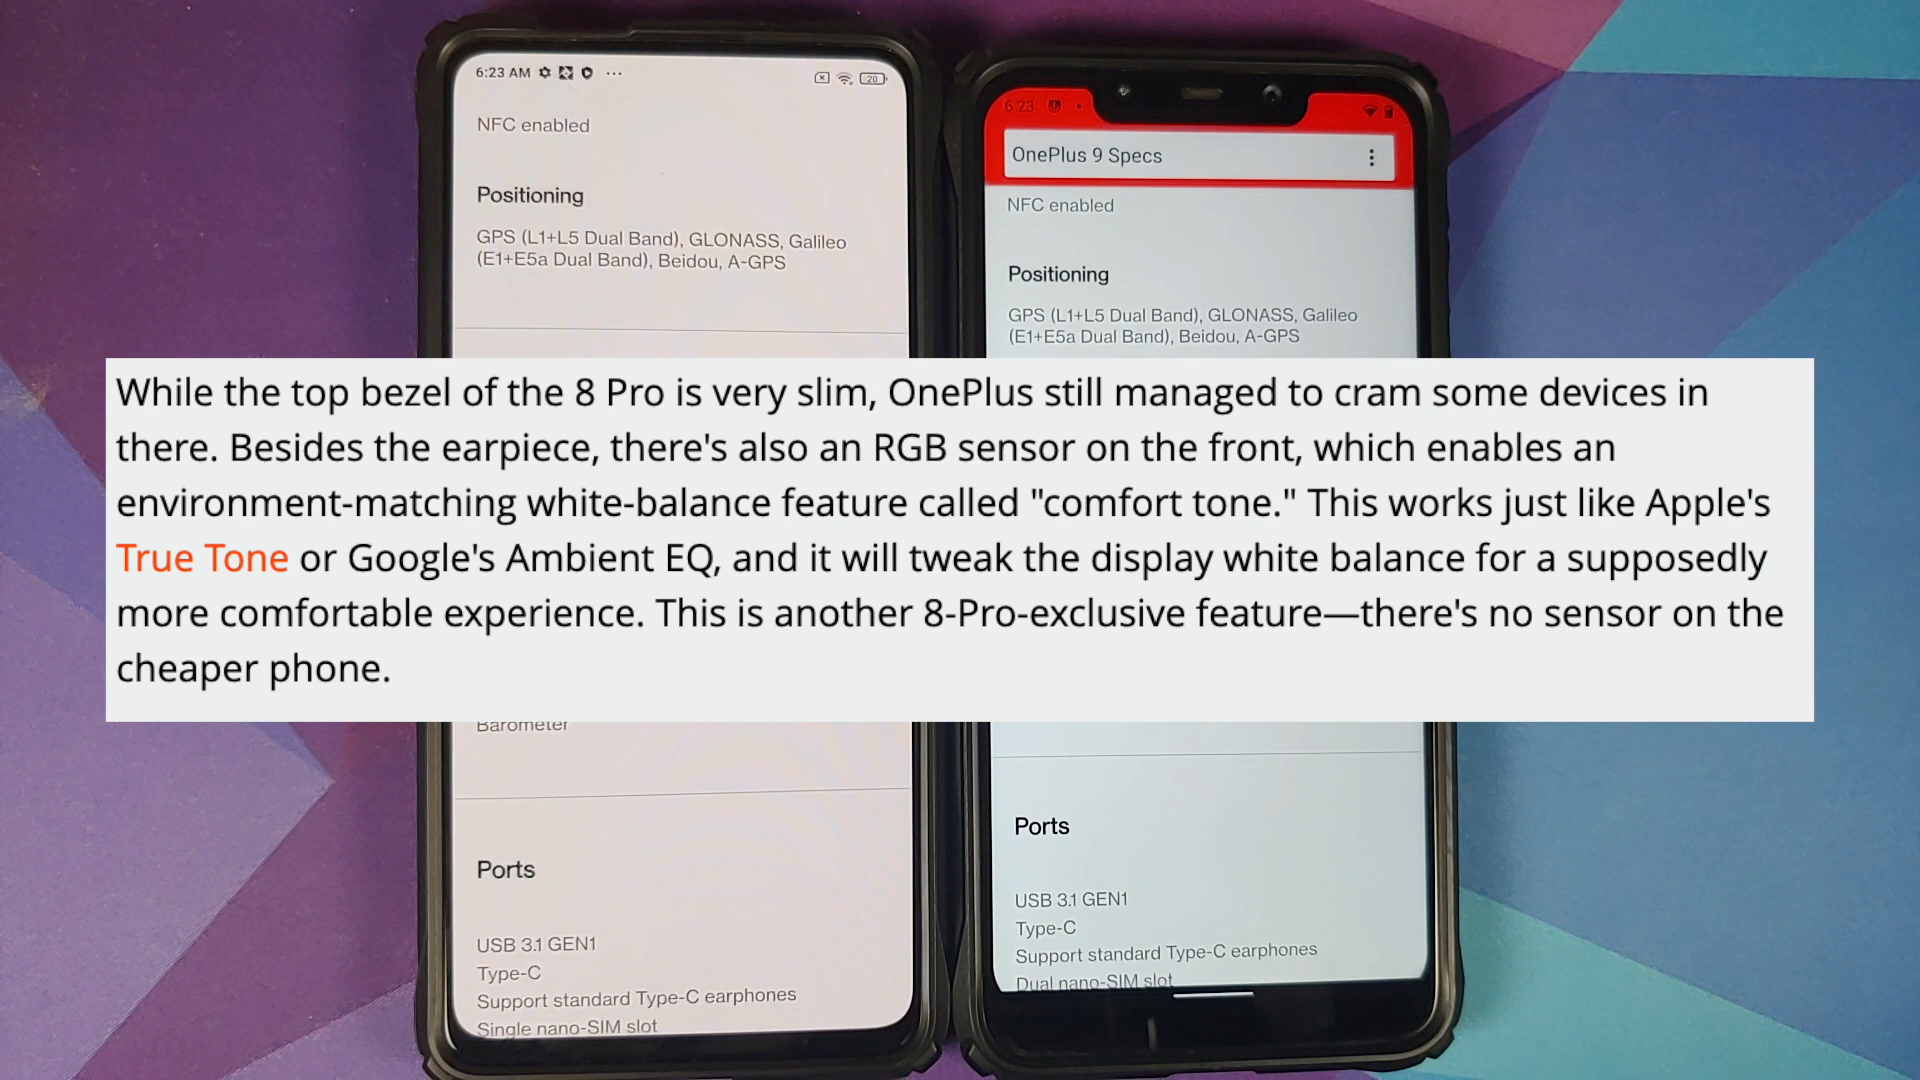 6:23 AM
20
NFC enabled
Positioning
GPS (L1+L5 Dual Band), GLONASS, Galileo
(E1+E5a Dual Band), Beidou, A-GPS
6:23
OnePlus 9 Specs
NFC enabled
Positioning
GPS (L1+L5 Dual Band), GLONASS, Galileo
(E1+E5a Dual Band), Beidou, A-GPS
While the top bezel of the 8 Pro is very slim, OnePlus still managed to cram some devices in
there. Besides the earpiece, there's also an RGB sensor on the front, which enables an
environment-matching white-balance feature called "comfort tone." This works just like Apple's
True Tone or Google's Ambient EQ, and it will tweak the display white balance for a supposedly
more comfortable experience. This is another 8-Pro-exclusive feature—there's no sensor on the
cheaper phone.
Barometer
Ports
USB 3.1 GEN1
Type-C
Support standard Type-C earphones
Single nano-SIM slot
Ports
USB 3.1 GEN1
Type-C
Support standard Type-C earphones
Dual nano-SIM slot